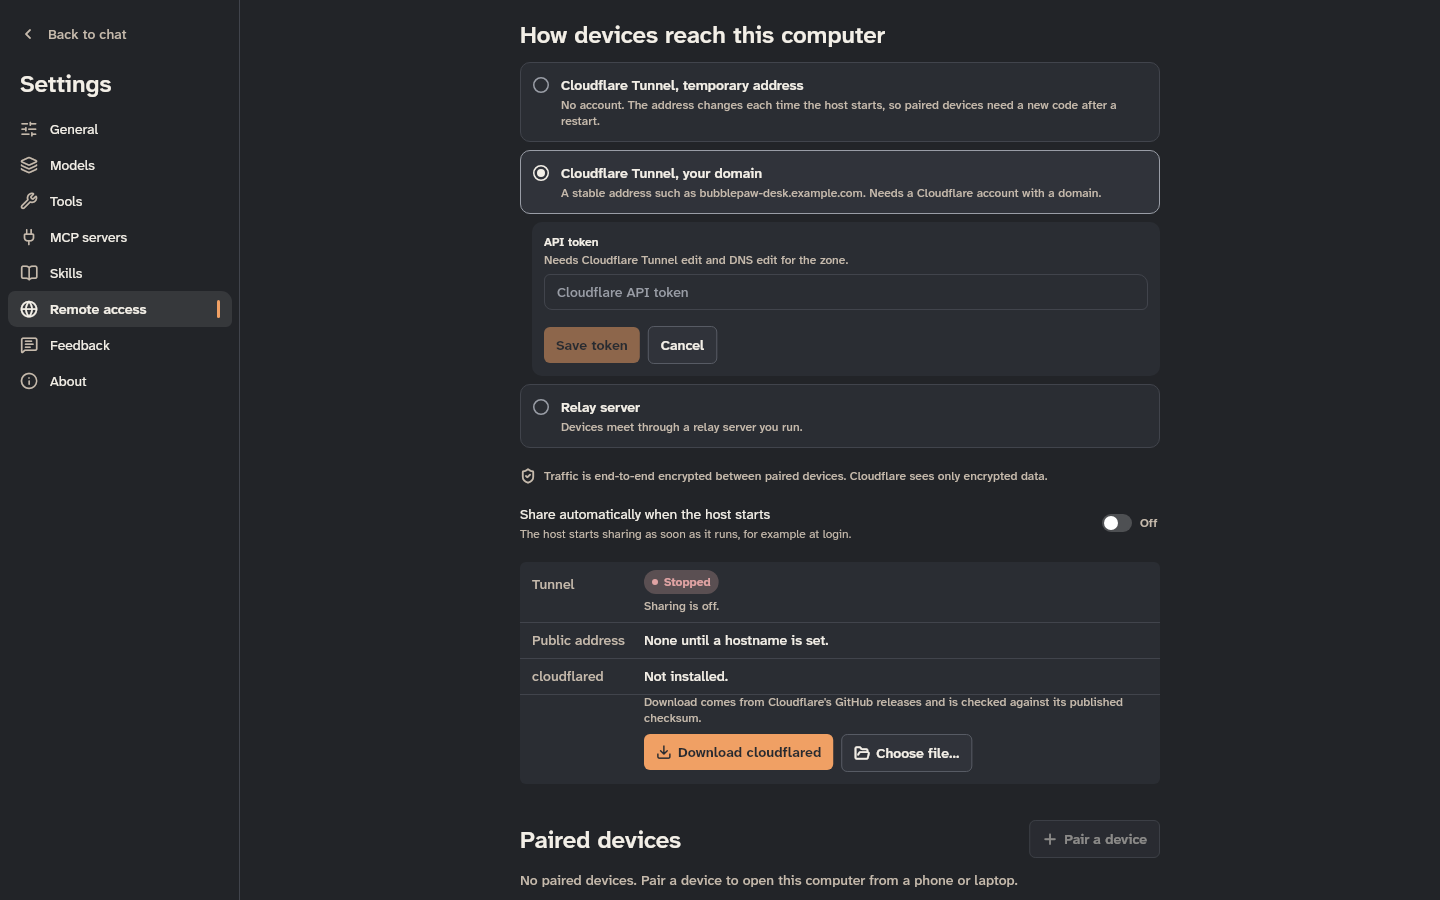 Back to chat
Settings
General
Models
Tools
MCP servers
Skills
Remote access
Feedback
About
How devices reach this computer
Cloudflare Tunnel, temporary address
No account. The address changes each time the host starts, so paired devices need a new code after a
restart.
Cloudflare Tunnel, your domain
A stable address such as bubblepaw-desk.example.com. Needs a Cloudflare account with a domain.
API token
Needs Cloudflare Tunnel edit and DNS edit for the zone.
Cloudflare API token
Save token
Cancel
Relay server
Devices meet through a relay server you run.
Traffic is end-to-end encrypted between paired devices. Cloudflare sees only encrypted data.
Share automatically when the host starts
The host starts sharing as soon as it runs, for example at login.
Off
Tunnel
Stopped
Sharing is off.
Public address
None until a hostname is set.
cloudflared
Not installed.
Download comes from Cloudflare's GitHub releases and is checked against its published
checksum.
Download cloudflared
Choose file...
Paired devices
Pair a device
No paired devices. Pair a device to open this computer from a phone or laptop.